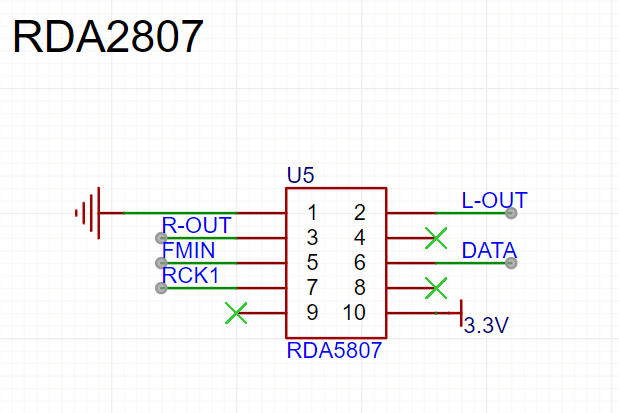 RDA2807
U5
1 2 L-OUT
R-OUT 3 4
FMIN 5 6 DATA
RCK1 7 8
9 10 3.3V
RDA5807